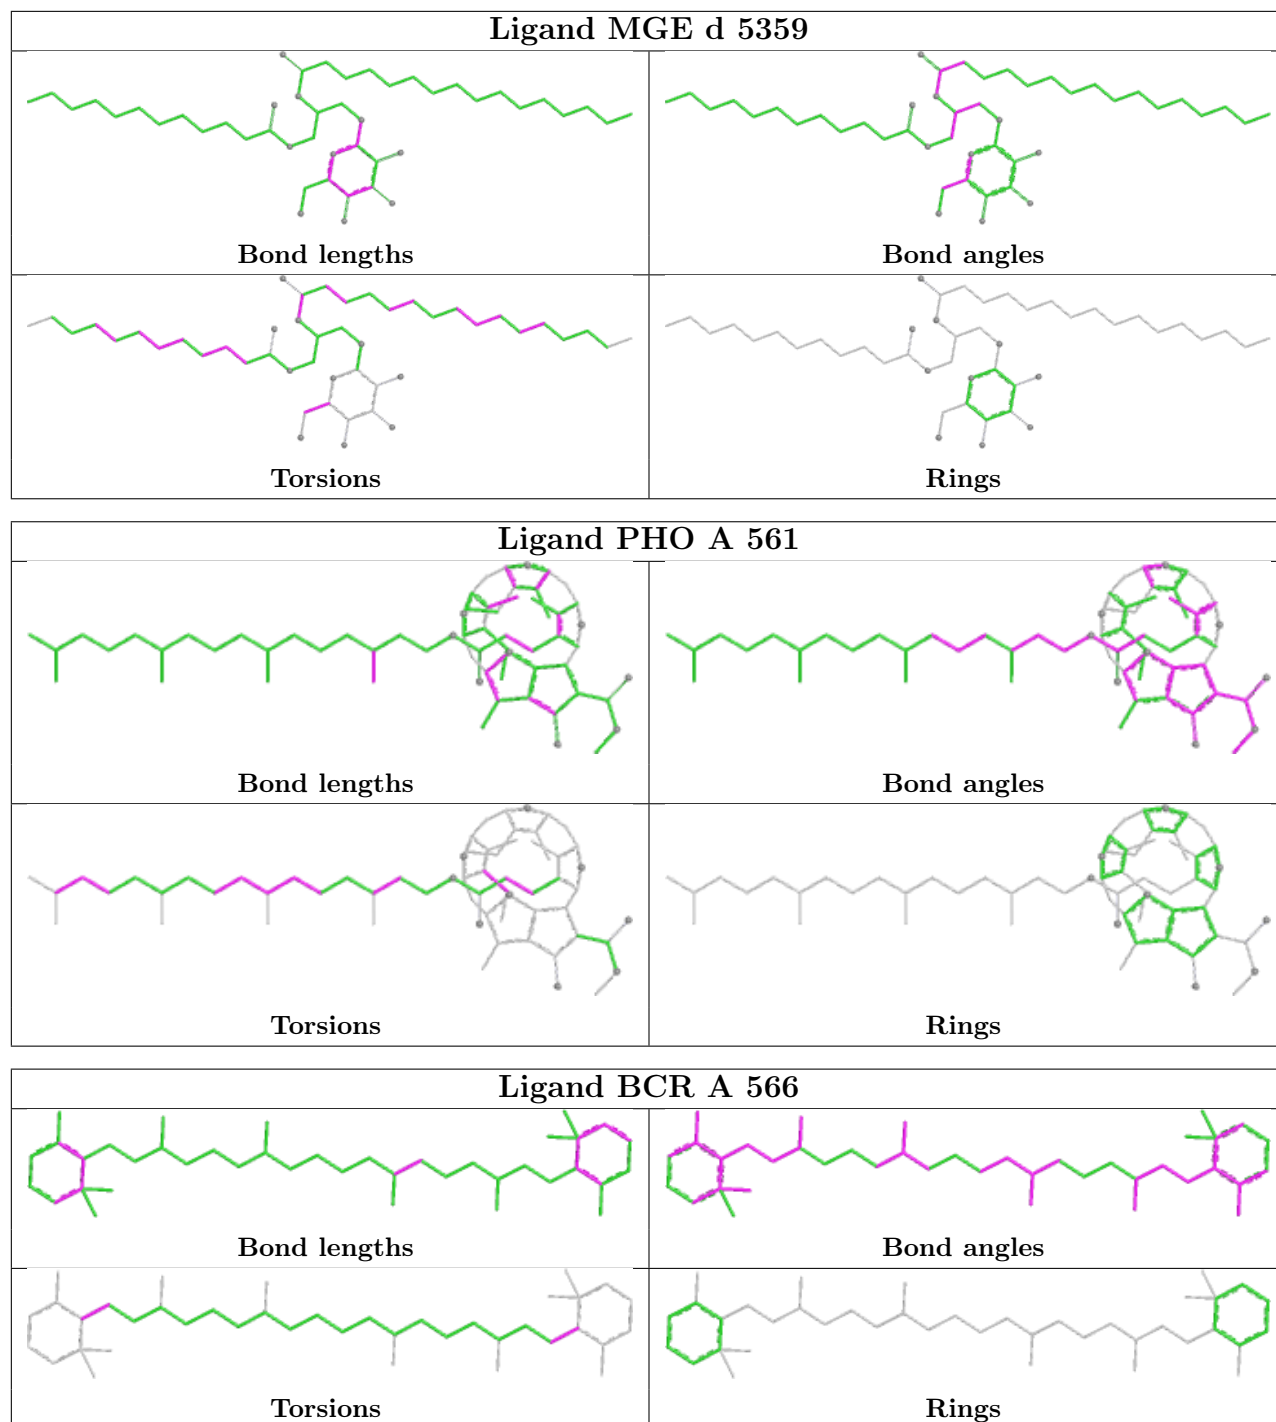 Ligand MGE d 5359
Bond lengths
Bond angles
Torsions
Rings
Ligand PHO A 561
Bond lengths
Bond angles
Torsions
Rings
Ligand BCR A 566
Bond lengths
Bond angles
Torsions
Rings